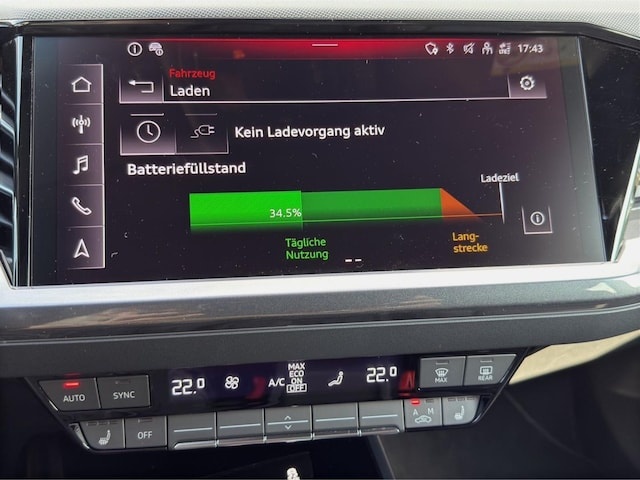 17:43
Fahrzeug
Laden
Kein Ladevorgang aktiv
Batteriefüllstand
Ladeziel
34.5%
Tägliche
Nutzung
Lang-
strecke
--
AUTO
SYNC
22.0
A/C
MAX
ECO
ON
OFF
22.0
MAX
REAR
OFF
A M